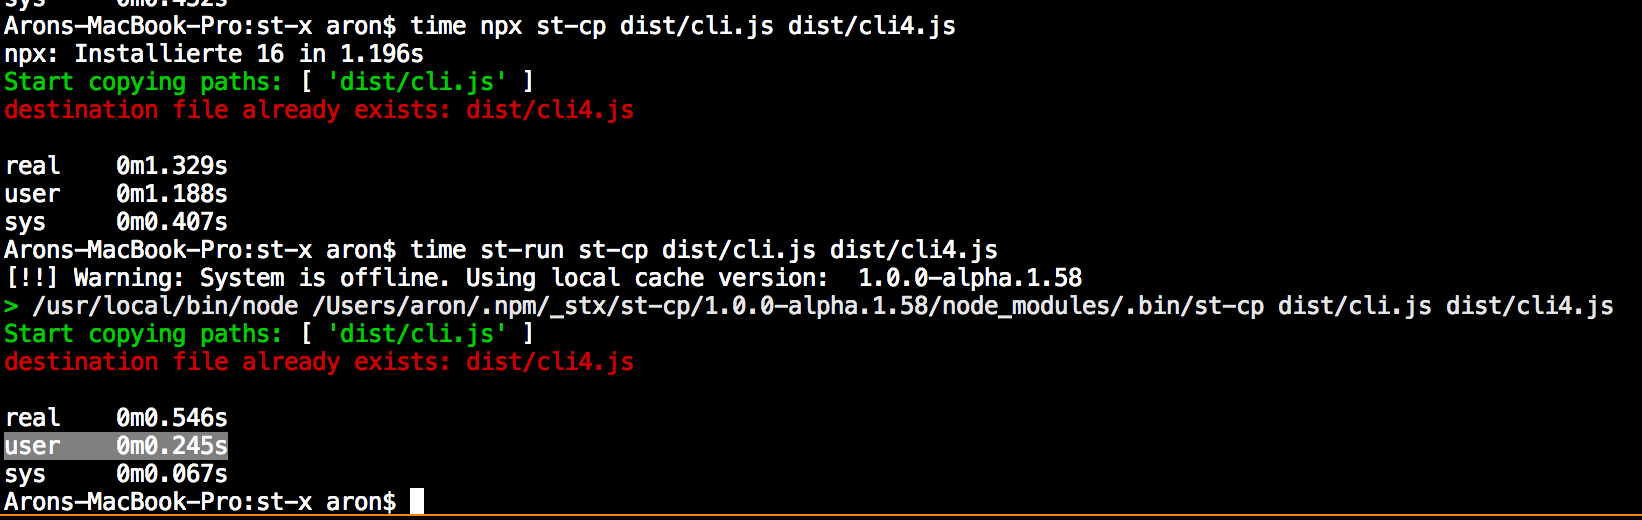 sys 0m0.432s
Arons-MacBook-Pro:st-x aron$ time npx st-cp dist/cli.js dist/cli4.js
npx: Installierte 16 in 1.196s
Start copying paths: [ 'dist/cli.js' ]
destination file already exists: dist/cli4.js
real 0m1.329s
user 0m1.188s
sys 0m0.407s
Arons-MacBook-Pro:st-x aron$ time st-run st-cp dist/cli.js dist/cli4.js
[!!] Warning: System is offline. Using local cache version:  1.0.0-alpha.1.58
> /usr/local/bin/node /Users/aron/.npm/_stx/st-cp/1.0.0-alpha.1.58/node_modules/.bin/st-cp dist/cli.js dist/cli4.js
Start copying paths: [ 'dist/cli.js' ]
destination file already exists: dist/cli4.js
real 0m0.546s
user 0m0.245s
sys 0m0.067s
Arons-MacBook-Pro:st-x aron$